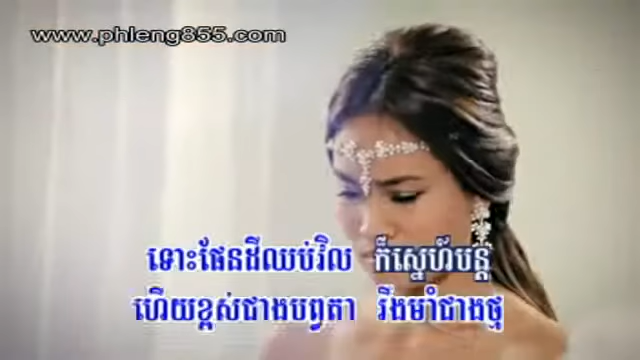 www.phleng855.com
ទោះផែនដីឈប់វិល ក៏ស្នេហ៍បន្ត
ហើយខ្ពស់ជាងបព្វតា រឹងមាំជាងថ្ម